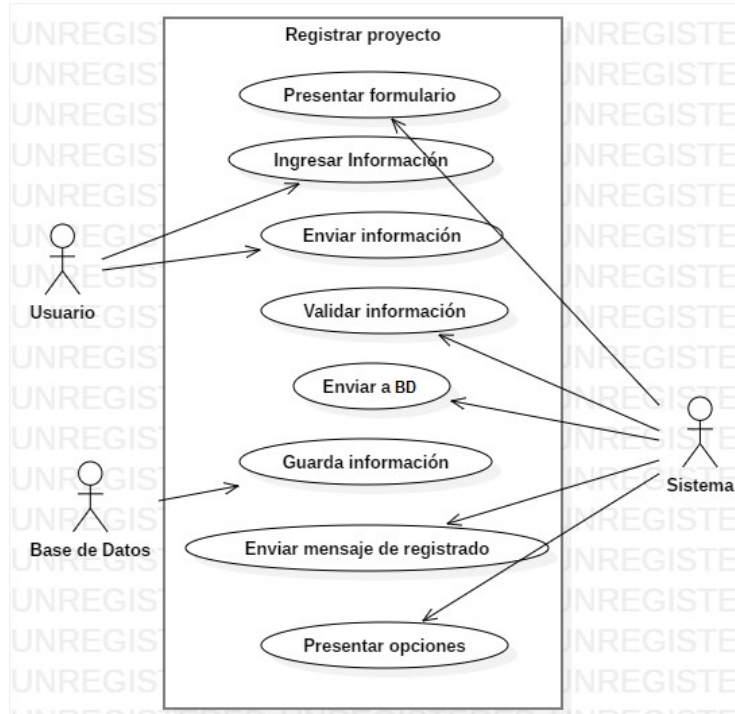 Registrar proyecto
Presentar formulario
Ingresar Información
Enviar información
Usuario
Validar información
Enviar a BD
Sistema
Guarda información
Base de Datos
Enviar mensaje de registrado
Presentar opciones